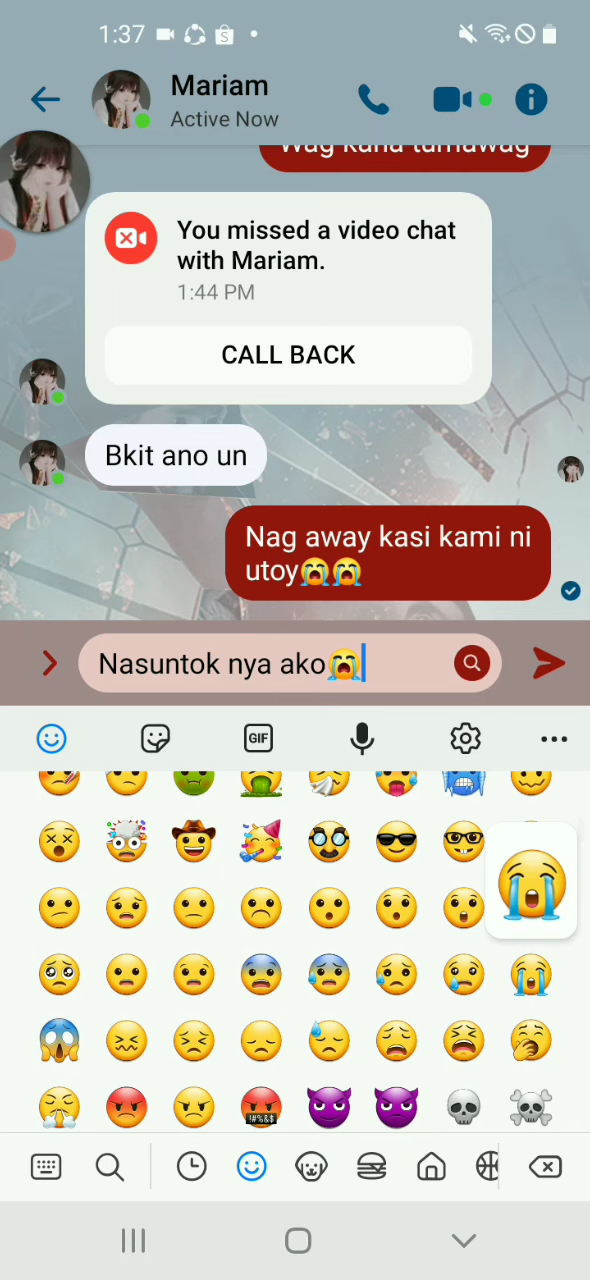 1:37
Mariam
Active Now
Wag kana tumawag
You missed a video chat
with Mariam.
1:44 PM
CALL BACK
Bkit ano un
Nag away kasi kami ni
utoy😭😭
Nasuntok nya ako😭
GIF